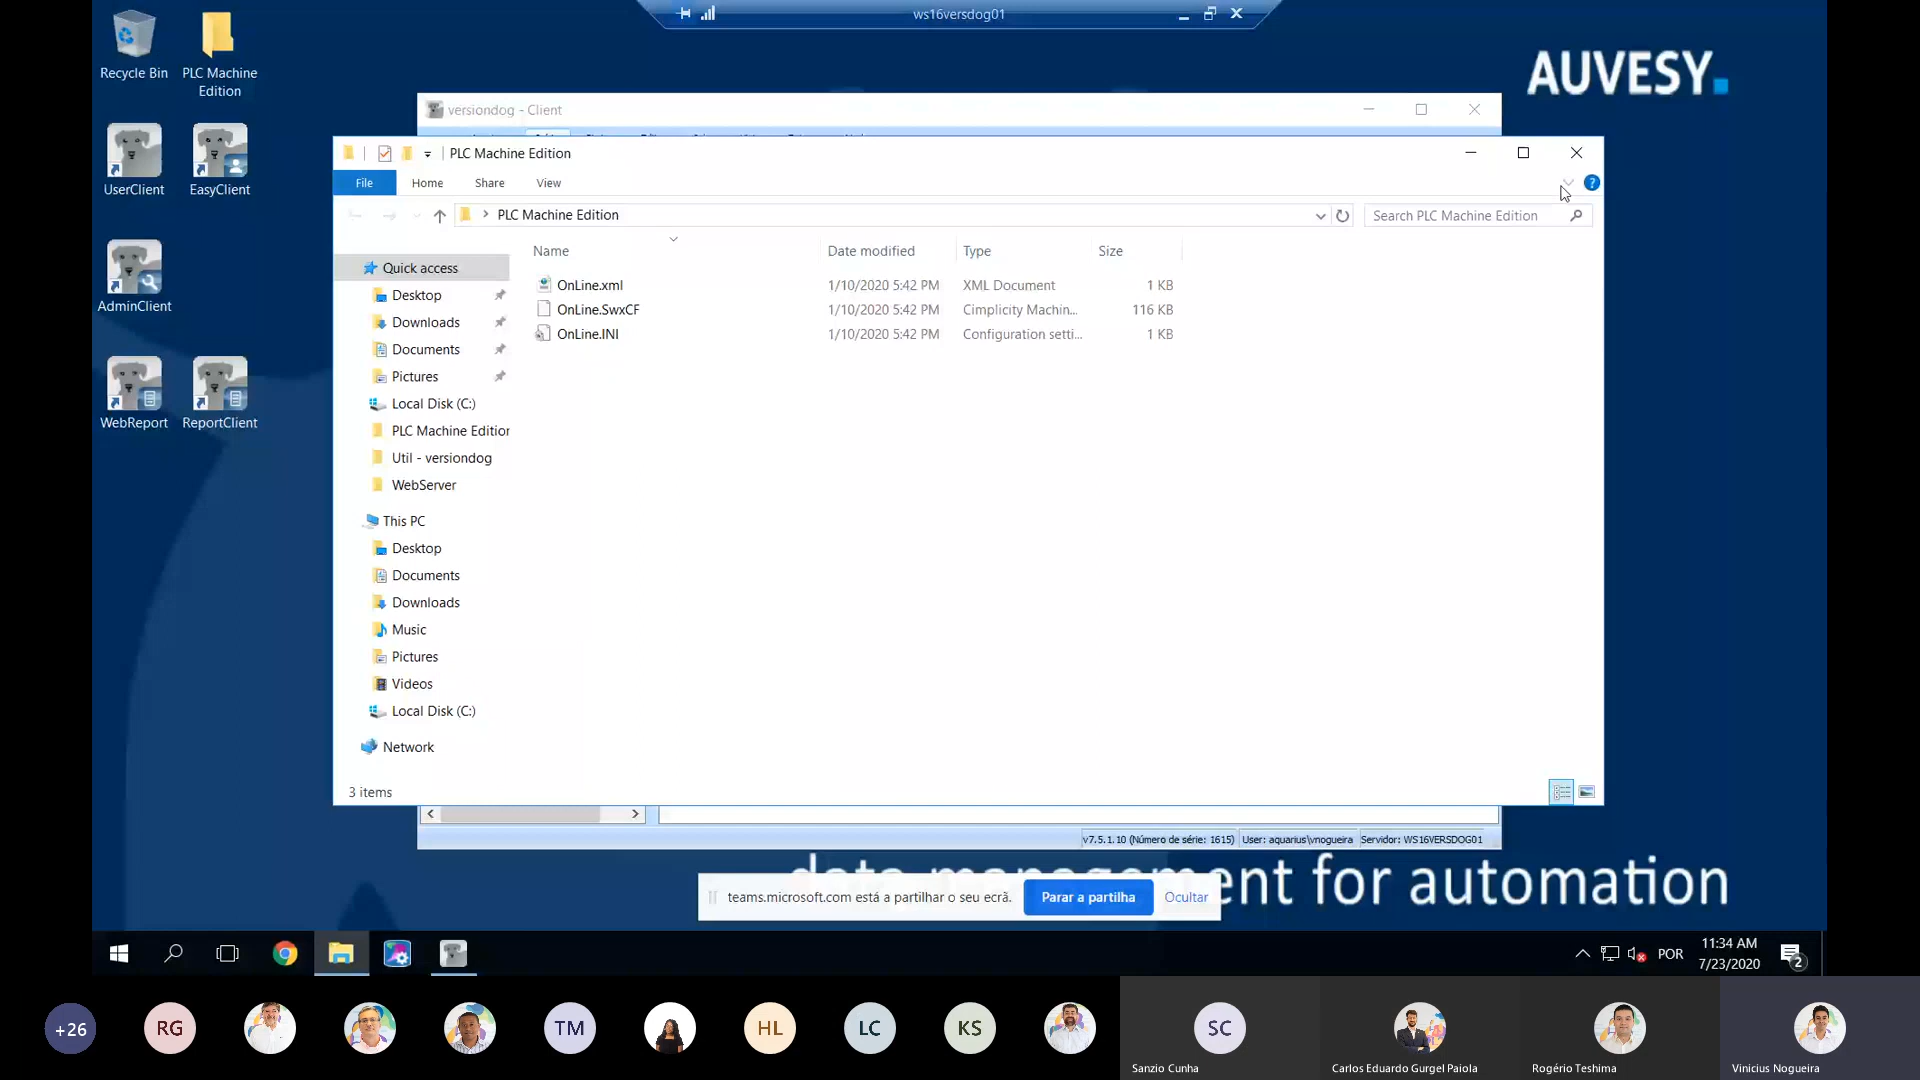 ws16versdog01
Recycle Bin
PLC Machine
Edition
UserClient
EasyClient
AdminClient
WebReport
ReportClient
AUVESY.
versiondog - Client
PLC Machine Edition
File
Home
Share
View
PLC Machine Edition
Search PLC Machine Edition
Name
Date modified
Type
Size
OnLine.xml
1/10/2020 5:42 PM
XML Document
1 KB
OnLine.SwxCF
1/10/2020 5:42 PM
Cimplicity Machin...
116 KB
OnLine.INI
1/10/2020 5:42 PM
Configuration setti...
1 KB
Quick access
Desktop
Downloads
Documents
Pictures
Local Disk (C:)
PLC Machine Edition
Util - versiondog
WebServer
This PC
Desktop
Documents
Downloads
Music
Pictures
Videos
Local Disk (C:)
Network
3 items
v7.5.1.10 (Número de série: 1615)
User: aquarius\vnogueira
Servidor: WS16VERSDOG01
data management for automation
teams.microsoft.com está a partilhar o seu ecrã.
Parar a partilha
Ocultar
POR
11:34 AM
7/23/2020
2
+26
RG
TM
HL
LC
KS
SC
Sanzio Cunha
Carlos Eduardo Gurgel Paiola
Rogério Teshima
Vinicius Nogueira